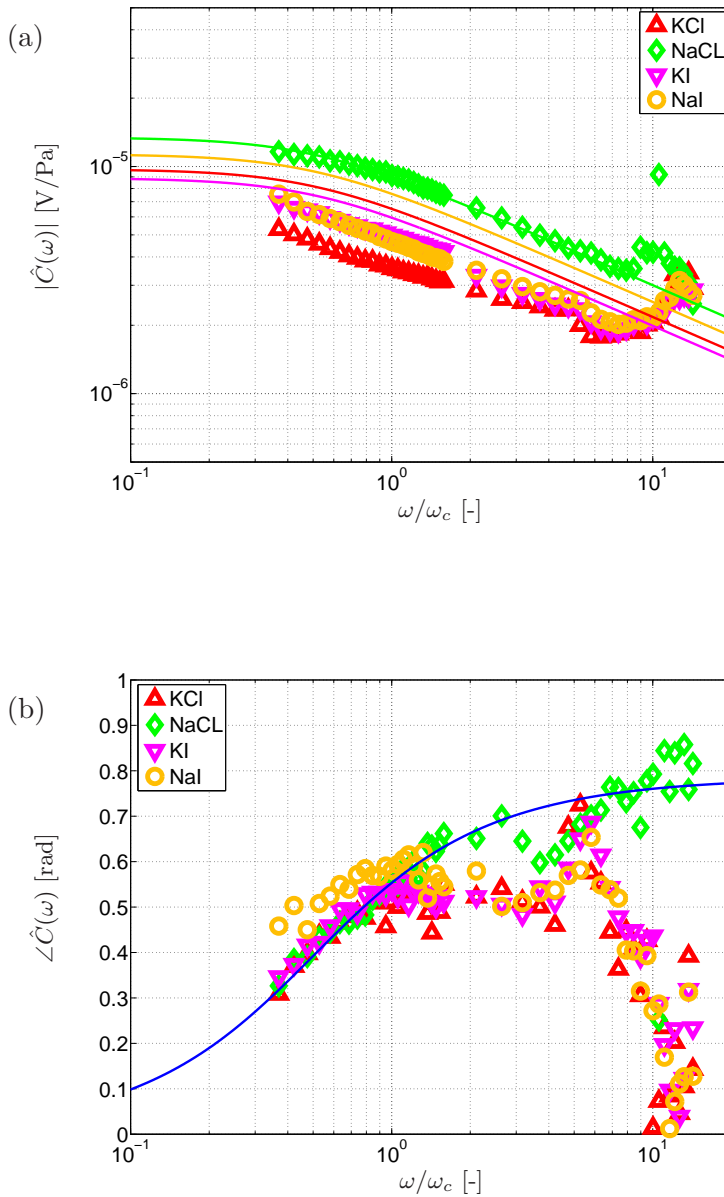 (a)
KCl
NaCL
KI
NaI
10^-5
10^-6
|Ĉ(ω)| [V/Pa]
10^-1 10^0 10^1
ω/ω_c [-]
(b)
KCl
NaCL
KI
NaI
1
0.9
0.8
0.7
0.6
0.5
0.4
0.3
0.2
0.1
0
∠Ĉ(ω) [rad]
10^-1 10^0 10^1
ω/ω_c [-]